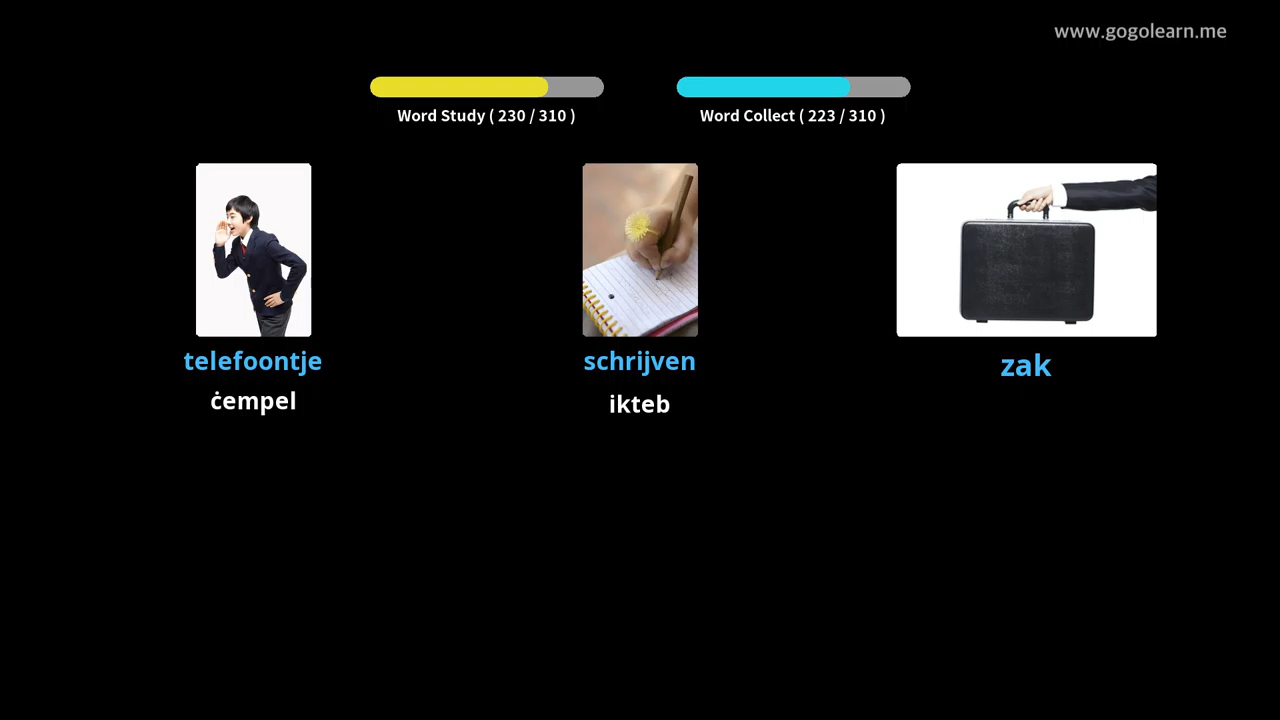 www.gogolearn.me
Word Study ( 230 / 310 )
Word Collect ( 223 / 310 )
telefoontje
schrijven
zak
ċempel
ikteb